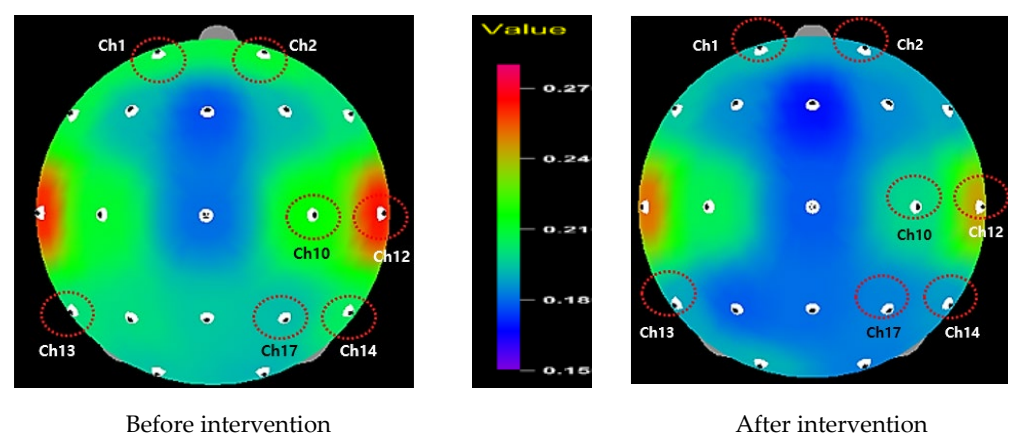 Ch1
Ch2
Ch10
Ch12
Ch13
Ch17
Ch14
Before intervention
Value
0.27
0.24
0.21
0.18
0.15
Ch1
Ch2
Ch10
Ch12
Ch13
Ch17
Ch14
After intervention